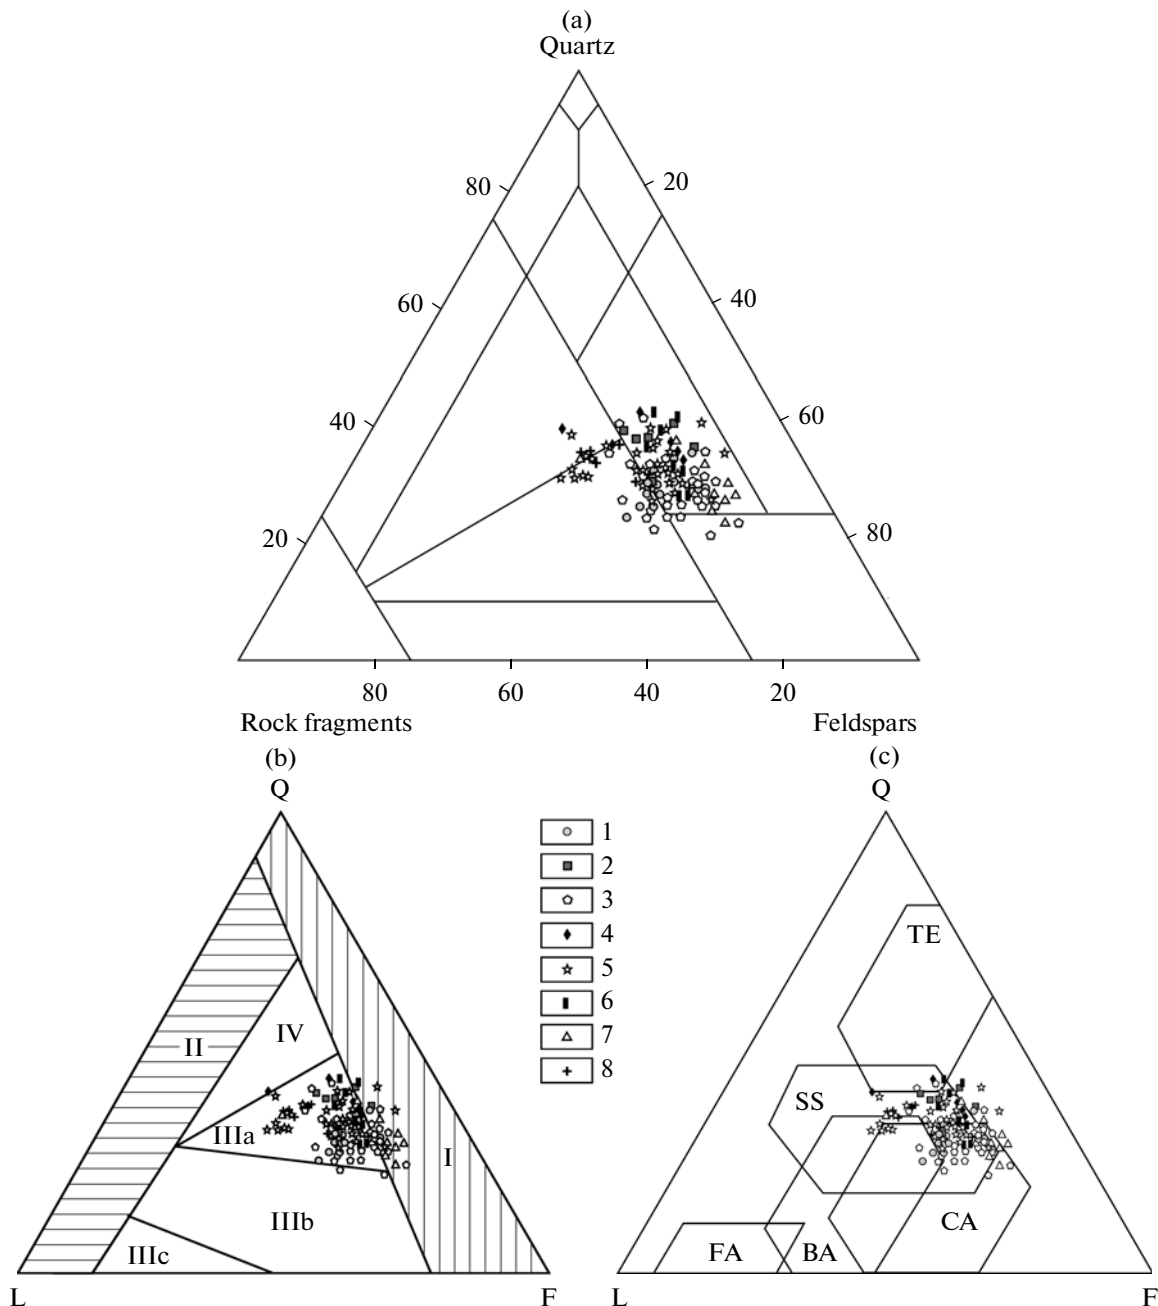 (a)
Quartz
80 20
60 40
40 60
20 80
80 60 40 20
Rock fragments Feldspars
(b) (c)
Q Q
1
2
3
4
5
6
7
8
TE
IV
II
SS
IIIa
I
IIIb
CA
IIIc
FA BA
L F L F